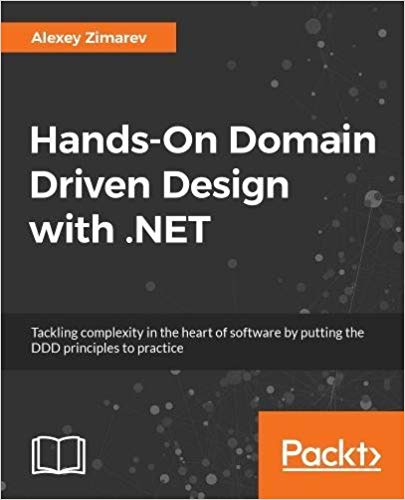 Alexey Zimarev
Hands-On Domain
Driven Design
with .NET
Tackling complexity in the heart of software by putting the
DDD principles to practice
Packt>